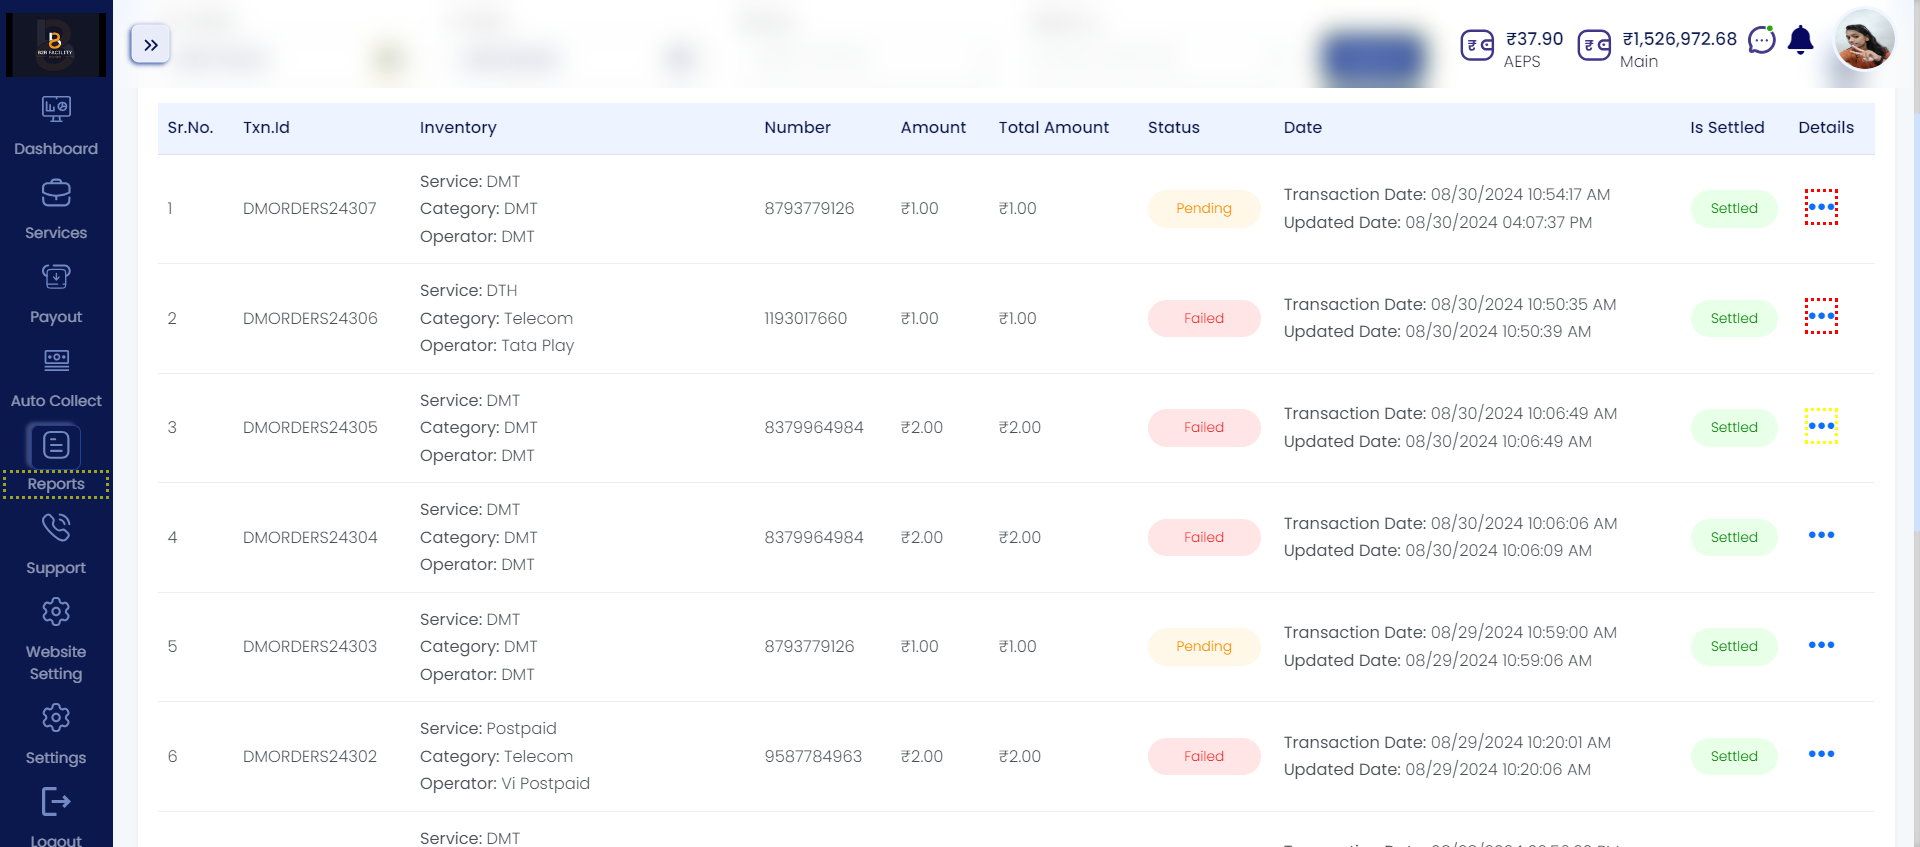 B2B FACILITY
₹37.90
AEPS
₹1,526,972.68
Main
Dashboard
Services
Payout
Auto Collect
Reports
Support
Website
Setting
Settings
Logout
Sr.No. Txn.Id Inventory Number Amount Total Amount Status Date Is Settled Details
Service: DMT
1 DMORDERS24307 Category: DMT 8793779126 ₹1.00 ₹1.00 Pending Transaction Date: 08/30/2024 10:54:17 AM Settled
Operator: DMT Updated Date: 08/30/2024 04:07:37 PM
Service: DTH
2 DMORDERS24306 Category: Telecom 1193017660 ₹1.00 ₹1.00 Failed Transaction Date: 08/30/2024 10:50:35 AM Settled
Operator: Tata Play Updated Date: 08/30/2024 10:50:39 AM
Service: DMT
3 DMORDERS24305 Category: DMT 8379964984 ₹2.00 ₹2.00 Failed Transaction Date: 08/30/2024 10:06:49 AM Settled
Operator: DMT Updated Date: 08/30/2024 10:06:49 AM
Service: DMT
4 DMORDERS24304 Category: DMT 8379964984 ₹2.00 ₹2.00 Failed Transaction Date: 08/30/2024 10:06:06 AM Settled
Operator: DMT Updated Date: 08/30/2024 10:06:09 AM
Service: DMT
5 DMORDERS24303 Category: DMT 8793779126 ₹1.00 ₹1.00 Pending Transaction Date: 08/29/2024 10:59:00 AM Settled
Operator: DMT Updated Date: 08/29/2024 10:59:06 AM
Service: Postpaid
6 DMORDERS24302 Category: Telecom 9587784963 ₹2.00 ₹2.00 Failed Transaction Date: 08/29/2024 10:20:01 AM Settled
Operator: Vi Postpaid Updated Date: 08/29/2024 10:20:06 AM
Service: DMT